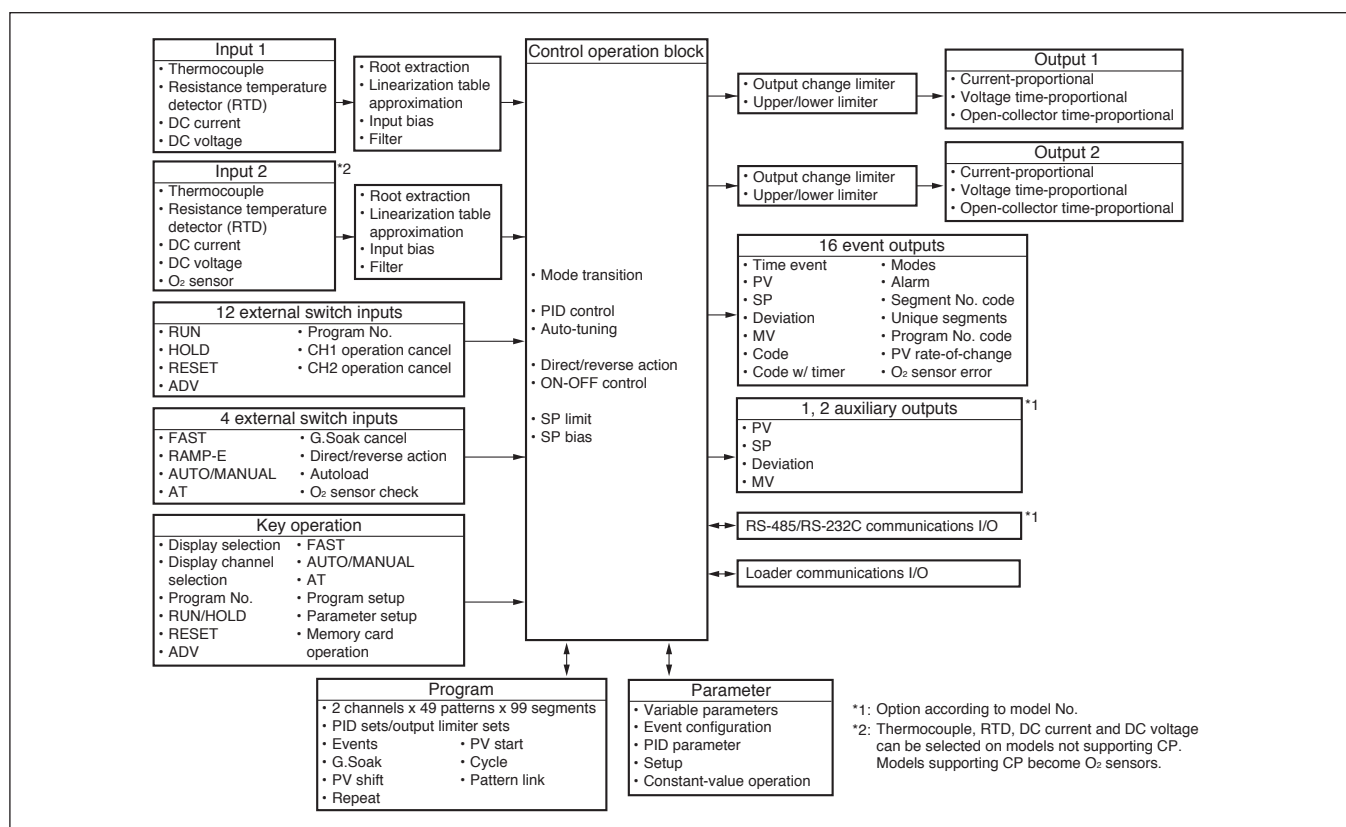 Input 1
• Thermocouple
• Resistance temperature
detector (RTD)
• DC current
• DC voltage
• Root extraction
• Linearization table
approximation
• Input bias
• Filter
Input 2
*2
• Thermocouple
• Resistance temperature
detector (RTD)
• DC current
• DC voltage
• O₂ sensor
• Root extraction
• Linearization table
approximation
• Input bias
• Filter
12 external switch inputs
• RUN
• HOLD
• RESET
• ADV
• Program No.
• CH1 operation cancel
• CH2 operation cancel
4 external switch inputs
• FAST
• RAMP-E
• AUTO/MANUAL
• AT
• G.Soak cancel
• Direct/reverse action
• Autoload
• O₂ sensor check
Key operation
• Display selection
• Display channel
selection
• Program No.
• RUN/HOLD
• RESET
• ADV
• FAST
• AUTO/MANUAL
• AT
• Program setup
• Parameter setup
• Memory card
operation
Control operation block
• Mode transition
• PID control
• Auto-tuning
• Direct/reverse action
• ON-OFF control
• SP limit
• SP bias
• Output change limiter
• Upper/lower limiter
Output 1
• Current-proportional
• Voltage time-proportional
• Open-collector time-proportional
• Output change limiter
• Upper/lower limiter
Output 2
• Current-proportional
• Voltage time-proportional
• Open-collector time-proportional
16 event outputs
• Time event
• PV
• SP
• Deviation
• MV
• Code
• Code w/ timer
• Modes
• Alarm
• Segment No. code
• Unique segments
• Program No. code
• PV rate-of-change
• O₂ sensor error
1, 2 auxiliary outputs
*1
• PV
• SP
• Deviation
• MV
RS-485/RS-232C communications I/O
*1
Loader communications I/O
Program
• 2 channels x 49 patterns x 99 segments
• PID sets/output limiter sets
• Events
• G.Soak
• PV shift
• Repeat
• PV start
• Cycle
• Pattern link
Parameter
• Variable parameters
• Event configuration
• PID parameter
• Setup
• Constant-value operation
*1: Option according to model No.
*2: Thermocouple, RTD, DC current and DC voltage
can be selected on models not supporting CP.
Models supporting CP become O₂ sensors.